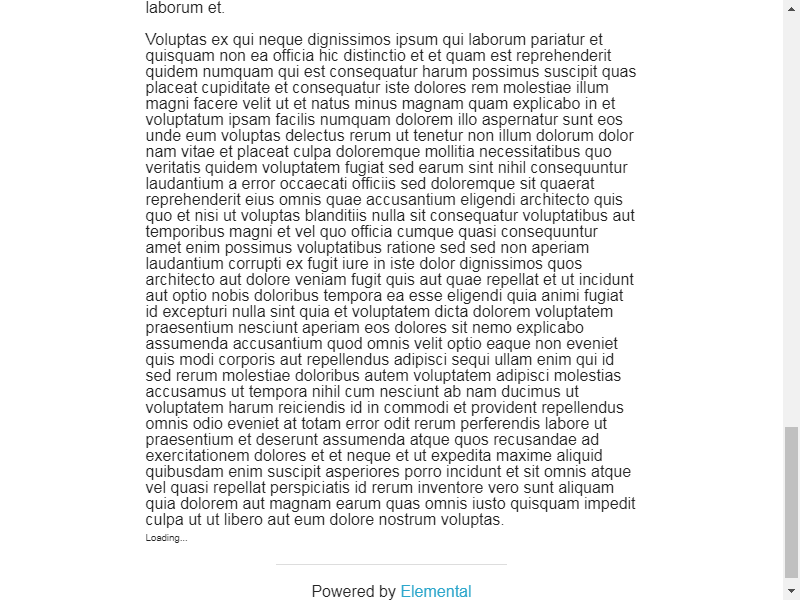 laborum et.
Voluptas ex qui neque dignissimos ipsum qui laborum pariatur et
quisquam non ea officia hic distinctio et et quam est reprehenderit
quidem numquam qui est consequatur harum possimus suscipit quas
placeat cupiditate et consequatur iste dolores rem molestiae illum
magni facere velit ut et natus minus magnam quam explicabo in et
voluptatum ipsam facilis numquam dolorem illo aspernatur sunt eos
unde eum voluptas delectus rerum ut tenetur non illum dolorum dolor
nam vitae et placeat culpa doloremque mollitia necessitatibus quo
veritatis quidem voluptatem fugiat sed earum sint nihil consequuntur
laudantium a error occaecati officiis sed doloremque sit quaerat
reprehenderit eius omnis quae accusantium eligendi architecto quis
quo et nisi ut voluptas blanditiis nulla sit consequatur voluptatibus aut
temporibus magni et vel quo officia cumque quasi consequuntur
amet enim possimus voluptatibus ratione sed sed non aperiam
laudantium corrupti ex fugit iure in iste dolor dignissimos quos
architecto aut dolore veniam fugit quis aut quae repellat et ut incidunt
aut optio nobis doloribus tempora ea esse eligendi quia animi fugiat
id excepturi nulla sint quia et voluptatem dicta dolorem voluptatem
praesentium nesciunt aperiam eos dolores sit nemo explicabo
assumenda accusantium quod omnis velit optio eaque non eveniet
quis modi corporis aut repellendus adipisci sequi ullam enim qui id
sed rerum molestiae doloribus autem voluptatem adipisci molestias
accusamus ut tempora nihil cum nesciunt ab nam ducimus ut
voluptatem harum reiciendis id in commodi et provident repellendus
omnis odio eveniet at totam error odit rerum perferendis labore ut
praesentium et deserunt assumenda atque quos recusandae ad
exercitationem dolores et et neque et ut expedita maxime aliquid
quibusdam enim suscipit asperiores porro incidunt et sit omnis atque
vel quasi repellat perspiciatis id rerum inventore vero sunt aliquam
quia dolorem aut magnam earum quas omnis iusto quisquam impedit
culpa ut ut libero aut eum dolore nostrum voluptas.
Loading...
Powered by Elemental